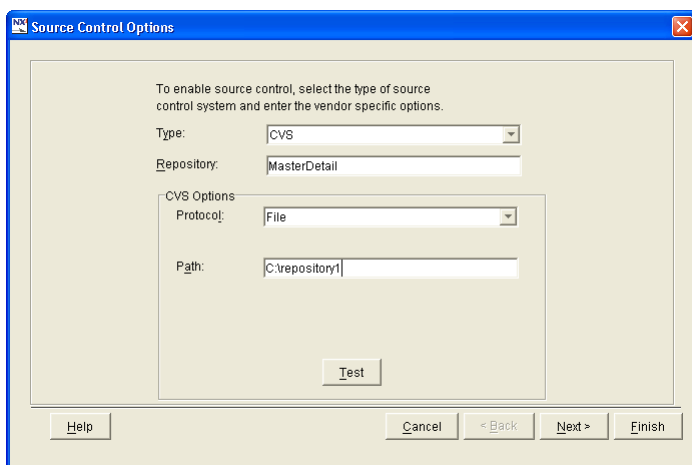 NX
Source Control Options
To enable source control, select the type of source
control system and enter the vendor specific options.
Type: CVS
Repository: MasterDetail
CVS Options
Protocol: File
Path: C:\repository1
Test
Help Cancel < Back Next > Finish